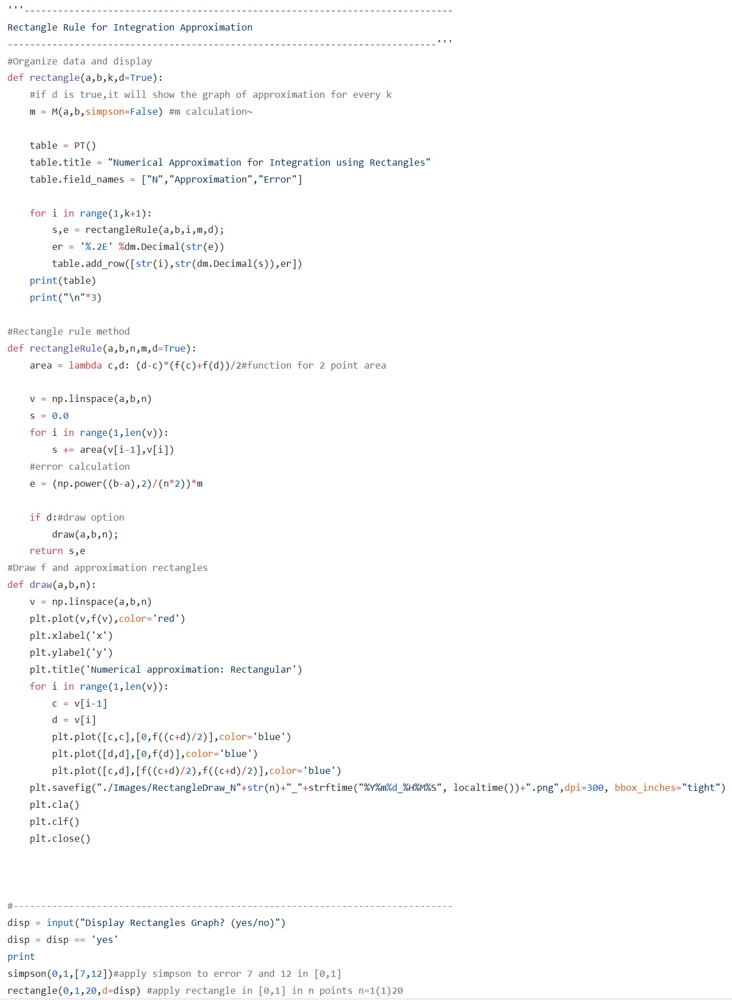 '''-----------------------------------------------------------------------------
Rectangle Rule for Integration Approximation
-----------------------------------------------------------------------------'''
#Organize data and display
def rectangle(a,b,k,d=True):
    #if d is true,it will show the graph of approximation for every k
    m = M(a,b,simpson=False) #m calculation~

    table = PT()
    table.title = "Numerical Approximation for Integration using Rectangles"
    table.field_names = ["N","Approximation","Error"]

    for i in range(1,k+1):
        s,e = rectangleRule(a,b,i,m,d);
        er = '%.2E' %dm.Decimal(str(e))
        table.add_row([str(i),str(dm.Decimal(s)),er])
    print(table)
    print("\n"*3)

#Rectangle rule method
def rectangleRule(a,b,n,m,d=True):
    area = lambda c,d: (d-c)*(f(c)+f(d))/2#function for 2 point area

    v = np.linspace(a,b,n)
    s = 0.0
    for i in range(1,len(v)):
        s += area(v[i-1],v[i])
    #error calculation
    e = (np.power((b-a),2)/(n*2))*m

    if d:#draw option
        draw(a,b,n);
    return s,e
#Draw f and approximation rectangles
def draw(a,b,n):
    v = np.linspace(a,b,n)
    plt.plot(v,f(v),color='red')
    plt.xlabel('x')
    plt.ylabel('y')
    plt.title('Numerical approximation: Rectangular')
    for i in range(1,len(v)):
        c = v[i-1]
        d = v[i]
        plt.plot([c,c],[0,f((c+d)/2)],color='blue')
        plt.plot([d,d],[0,f(d)],color='blue')
        plt.plot([c,d],[f((c+d)/2),f((c+d)/2)],color='blue')
    plt.savefig("./Images/RectangleDraw_N"+str(n)+"_"+strftime("%Y%m%d_%H%M%S", localtime())+".png",dpi=300, bbox_inches="tight")
    plt.cla()
    plt.clf()
    plt.close()

#-------------------------------------------------------------------------------
disp = input("Display Rectangles Graph? (yes/no)")
disp = disp == 'yes'
print
simpson(0,1,[7,12])#apply simpson to error 7 and 12 in [0,1]
rectangle(0,1,20,d=disp) #apply rectangle in [0,1] in n points n=1(1)20